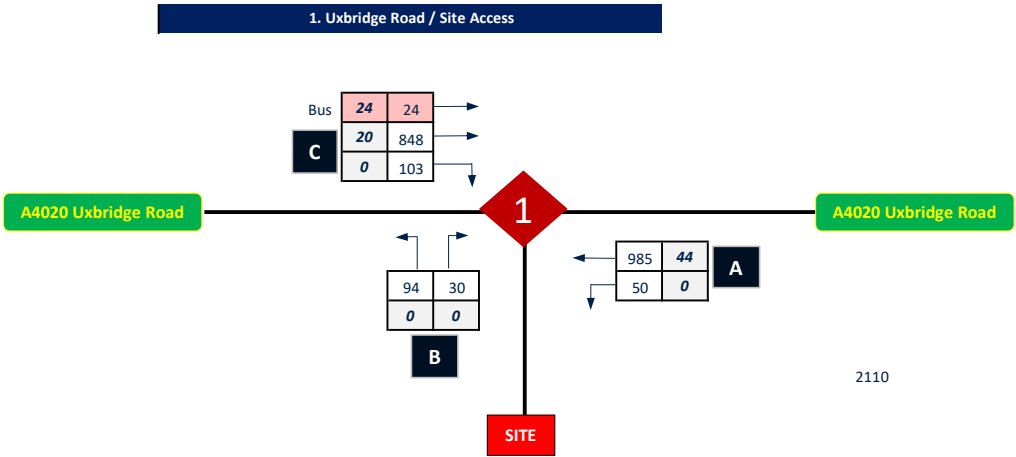 1. Uxbridge Road / Site Access
Bus 24 24
C 20 848
0 103
A4020 Uxbridge Road
1
A4020 Uxbridge Road
985 44
A
50 0
94 30
0 0
B
2110
SITE